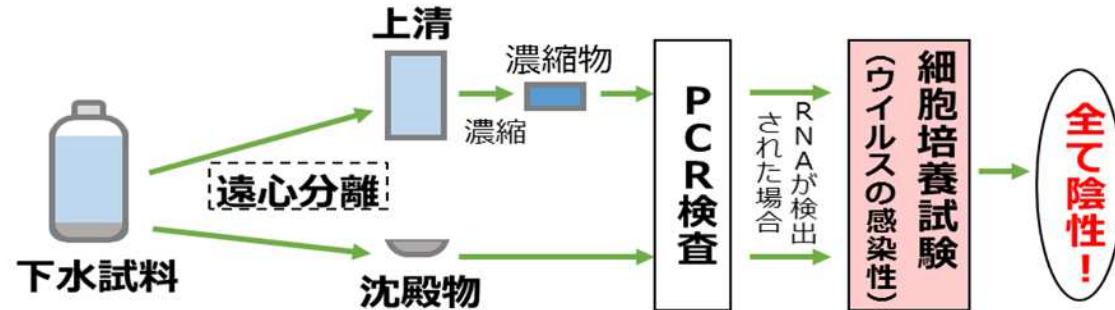 下水試料
遠心分離
上清
濃縮
濃縮物
沈殿物
PCR検査
RNAが検出
された場合
細胞培養試験
(ウイルスの感染性)
全て陰性!